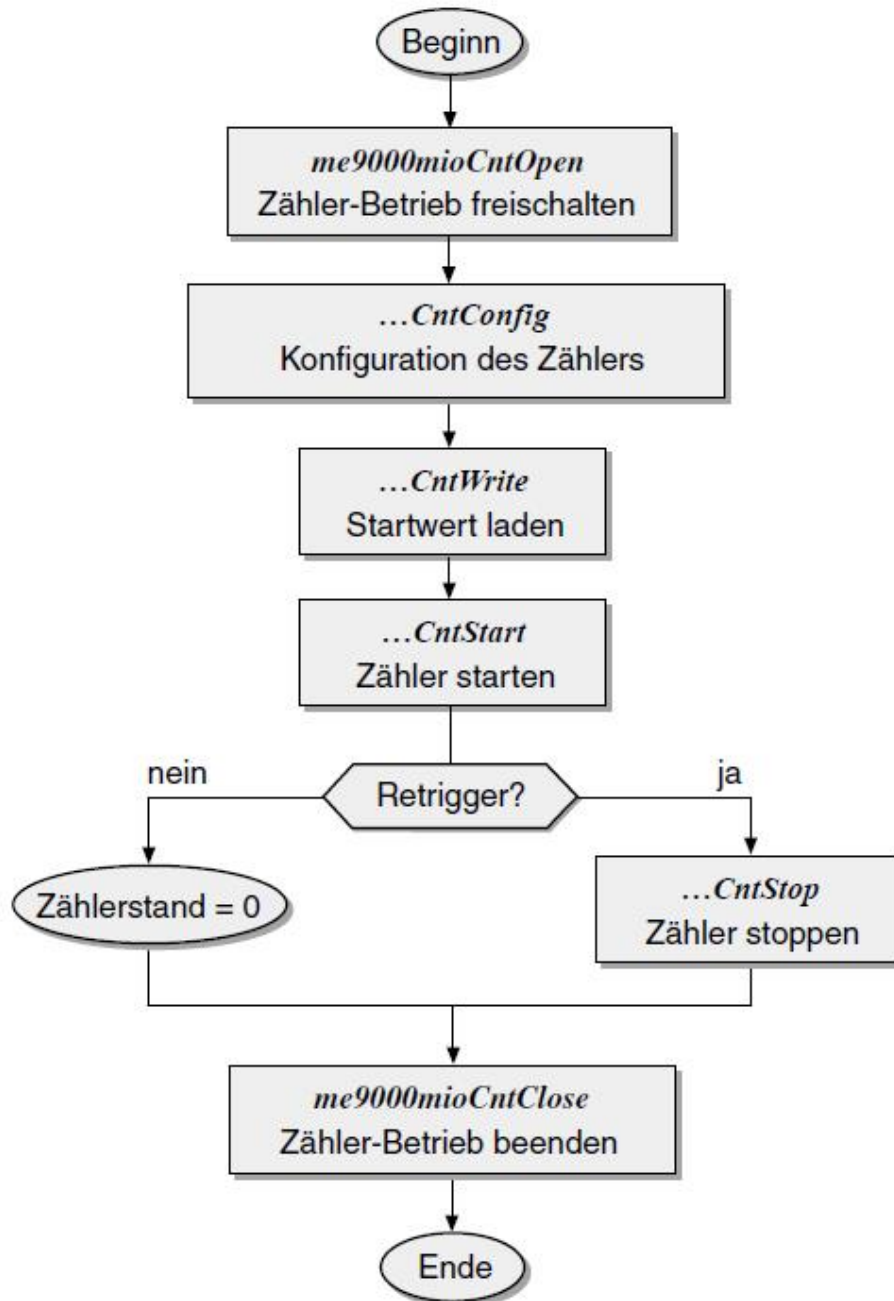 Beginn
me9000mioCntOpen
Zähler-Betrieb freischalten
…CntConfig
Konfiguration des Zählers
…CntWrite
Startwert laden
…CntStart
Zähler starten
nein
Retrigger?
ja
Zählerstand = 0
…CntStop
Zähler stoppen
me9000mioCntClose
Zähler-Betrieb beenden
Ende